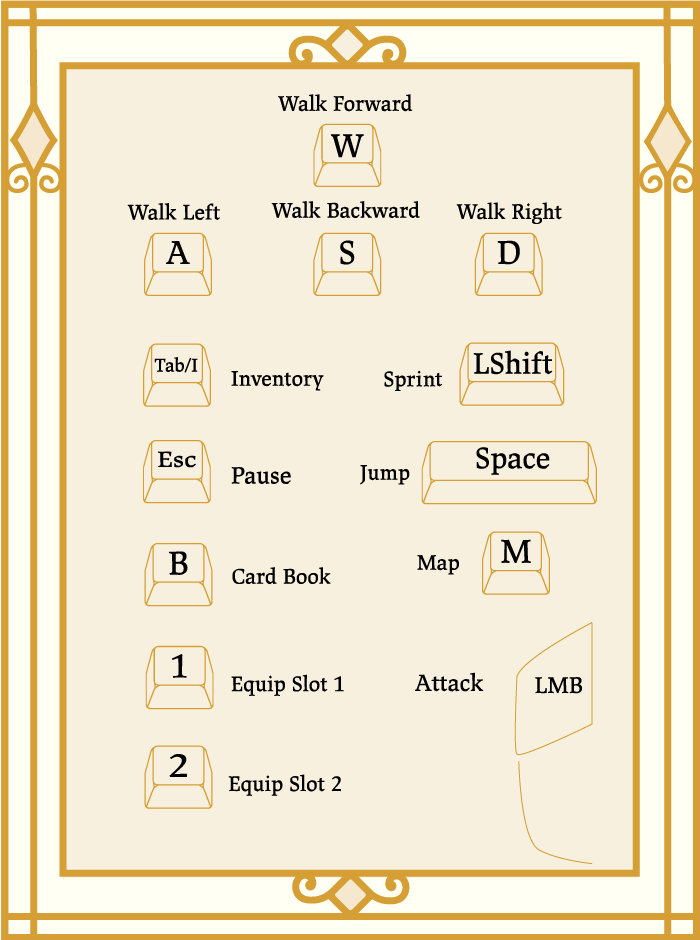 Walk Forward
W
Walk Left
Walk Backward
Walk Right
A
S
D
Tab/I
Inventory
Sprint
LShift
Esc
Pause
Jump
Space
B
Card Book
Map
M
1
Equip Slot 1
Attack
LMB
2
Equip Slot 2